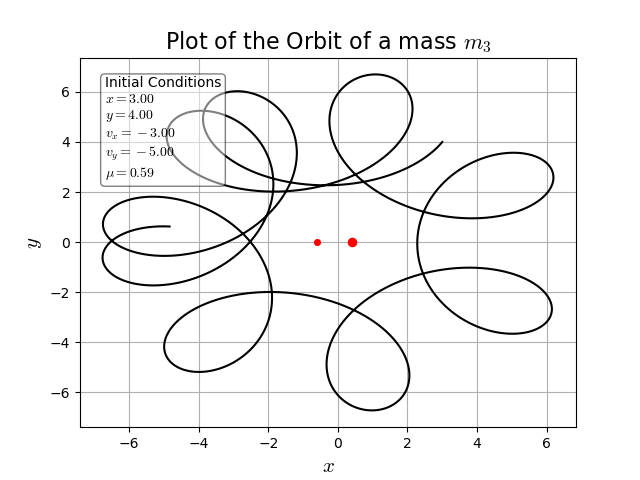 Plot of the Orbit of a mass m₃
Initial Conditions
x = 3.00
y = 4.00
vₓ = −3.00
v_y = −5.00
μ = 0.59
6
4
2
0
−2
−4
−6
y
−6 −4 −2 0 2 4 6
x